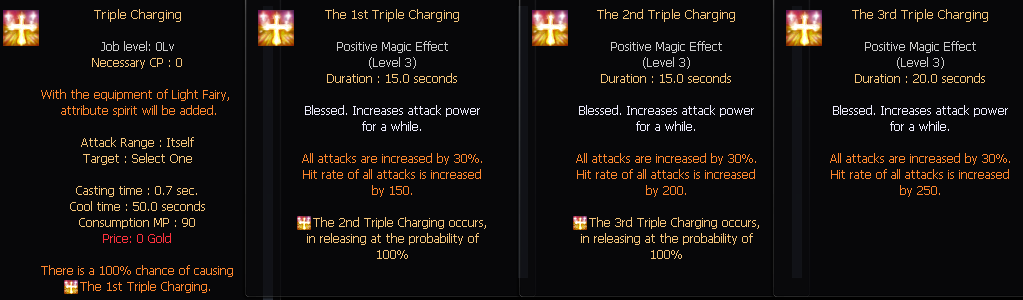 Triple Charging
Job level: 0Lv
Necessary CP : 0
With the equipment of Light Fairy,
attribute spirit will be added.
Attack Range : Itself
Target : Select One
Casting time : 0.7 sec.
Cool time : 50.0 seconds
Consumption MP : 90
Price: 0 Gold
There is a 100% chance of causing
The 1st Triple Charging.
The 1st Triple Charging
Positive Magic Effect
(Level 3)
Duration : 15.0 seconds
Blessed. Increases attack power
for a while.
All attacks are increased by 30%.
Hit rate of all attacks is increased
by 150.
The 2nd Triple Charging occurs,
in releasing at the probability of
100%
The 2nd Triple Charging
Positive Magic Effect
(Level 3)
Duration : 15.0 seconds
Blessed. Increases attack power
for a while.
All attacks are increased by 30%.
Hit rate of all attacks is increased
by 200.
The 3rd Triple Charging occurs,
in releasing at the probability of
100%
The 3rd Triple Charging
Positive Magic Effect
(Level 3)
Duration : 20.0 seconds
Blessed. Increases attack power
for a while.
All attacks are increased by 30%.
Hit rate of all attacks is increased
by 250.